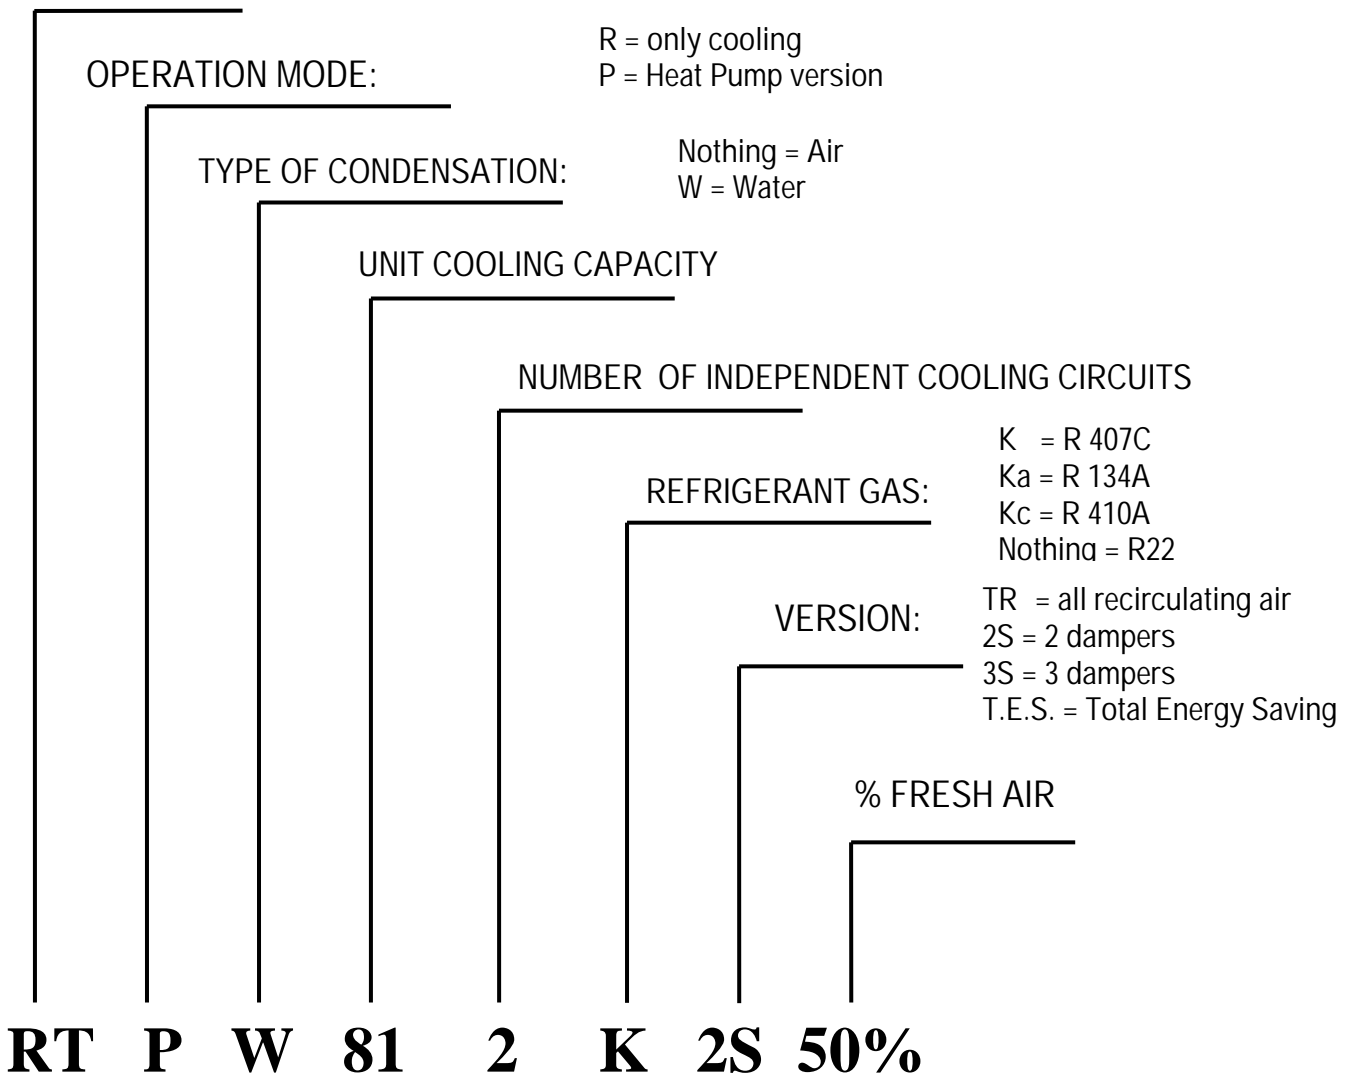 R = only cooling
OPERATION MODE:
P = Heat Pump version
Nothing = Air
TYPE OF CONDENSATION:
W = Water
UNIT COOLING CAPACITY
NUMBER OF INDEPENDENT COOLING CIRCUITS
K = R 407C
Ka = R 134A
REFRIGERANT GAS:
Kc = R 410A
Nothing = R22
TR = all recirculating air
VERSION:
2S = 2 dampers
3S = 3 dampers
T.E.S. = Total Energy Saving
% FRESH AIR
RT P W 81 2 K 2S 50%